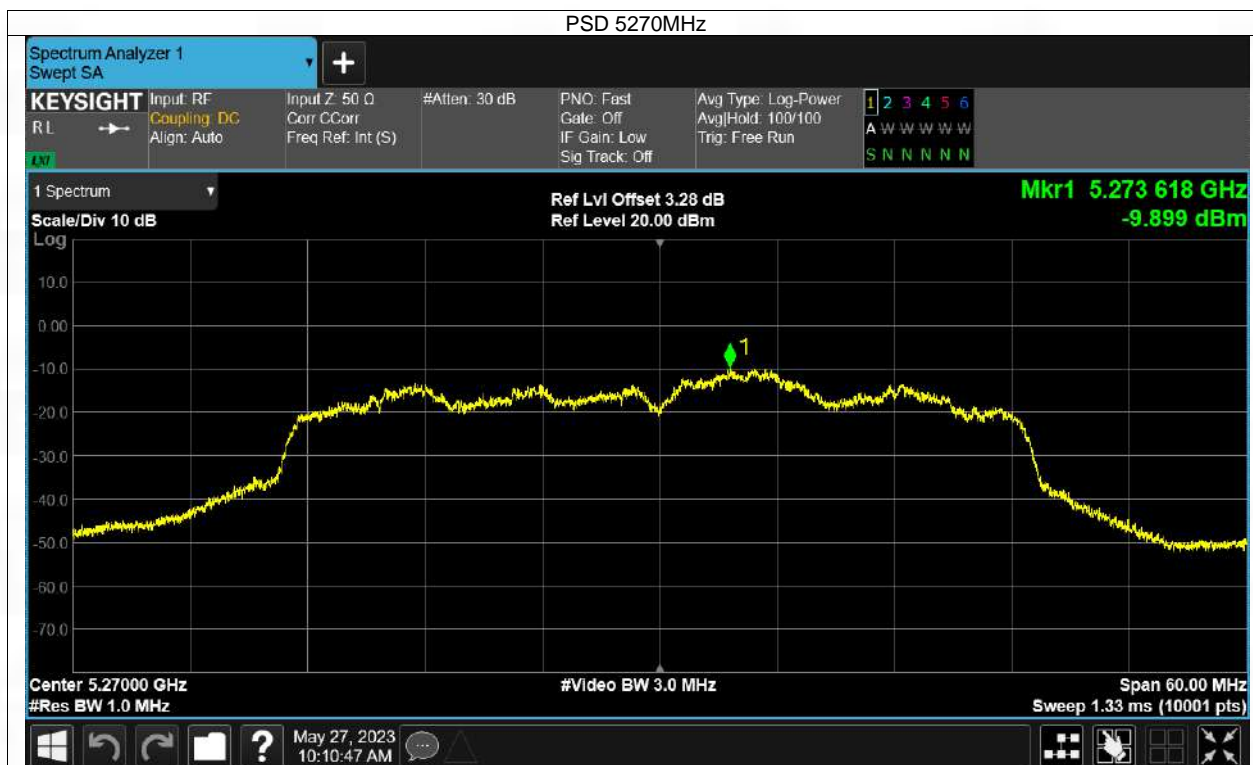 PSD 5270MHz
Spectrum Analyzer 1
Swept SA
+
KEYSIGHT
RL
LXI
Input: RF
Coupling: DC
Align: Auto
Input Z: 50 Ω
Corr CCorr
Freq Ref: Int (S)
#Atten: 30 dB
PNO: Fast
Gate: Off
IF Gain: Low
Sig Track: Off
Avg Type: Log-Power
Avg|Hold: 100/100
Trig: Free Run
1 2 3 4 5 6
A W W W W W
S N N N N N
1 Spectrum
Scale/Div 10 dB
Log
Ref Lvl Offset 3.28 dB
Ref Level 20.00 dBm
Mkr1 5.273 618 GHz
-9.899 dBm
10.0
0.00
-10.0
-20.0
-30.0
-40.0
-50.0
-60.0
-70.0
1
Center 5.27000 GHz
#Res BW 1.0 MHz
#Video BW 3.0 MHz
Span 60.00 MHz
Sweep 1.33 ms (10001 pts)
?
May 27, 2023
10:10:47 AM